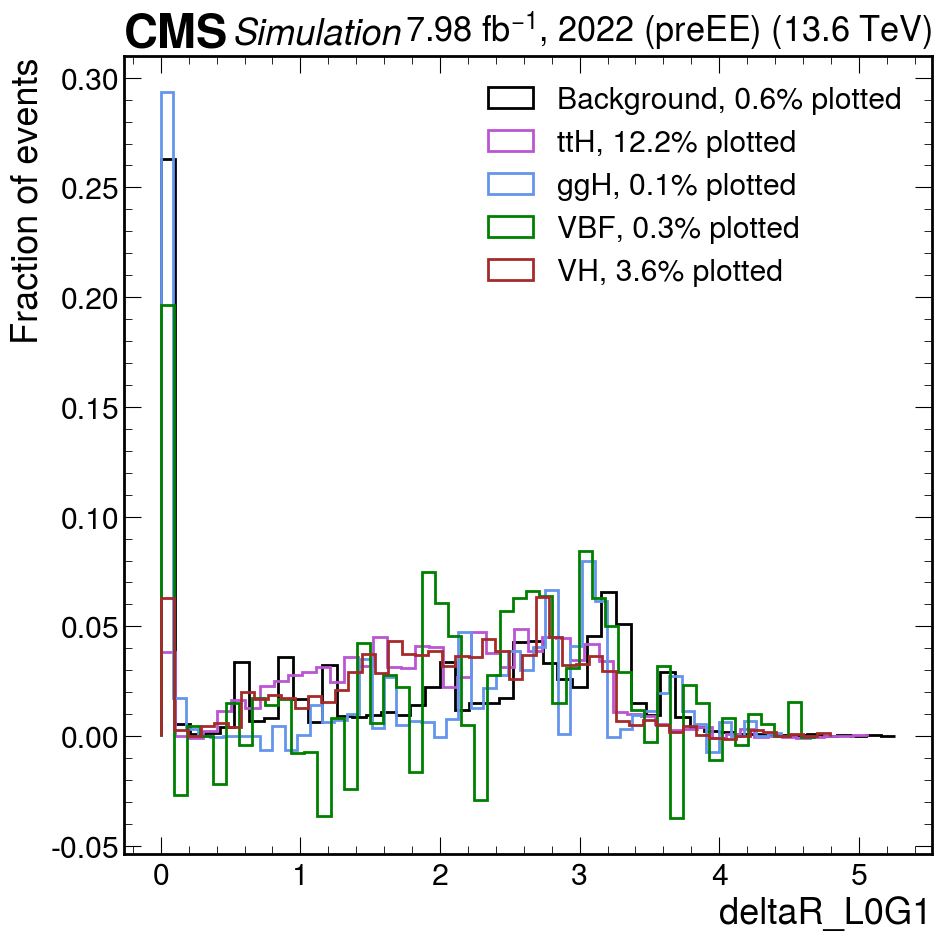 CMS Simulation 7.98 fb⁻¹, 2022 (preEE) (13.6 TeV)
Fraction of events
0.30
0.25
0.20
0.15
0.10
0.05
0.00
-0.05
Background, 0.6% plotted
ttH, 12.2% plotted
ggH, 0.1% plotted
VBF, 0.3% plotted
VH, 3.6% plotted
0 1 2 3 4 5
deltaR_L0G1